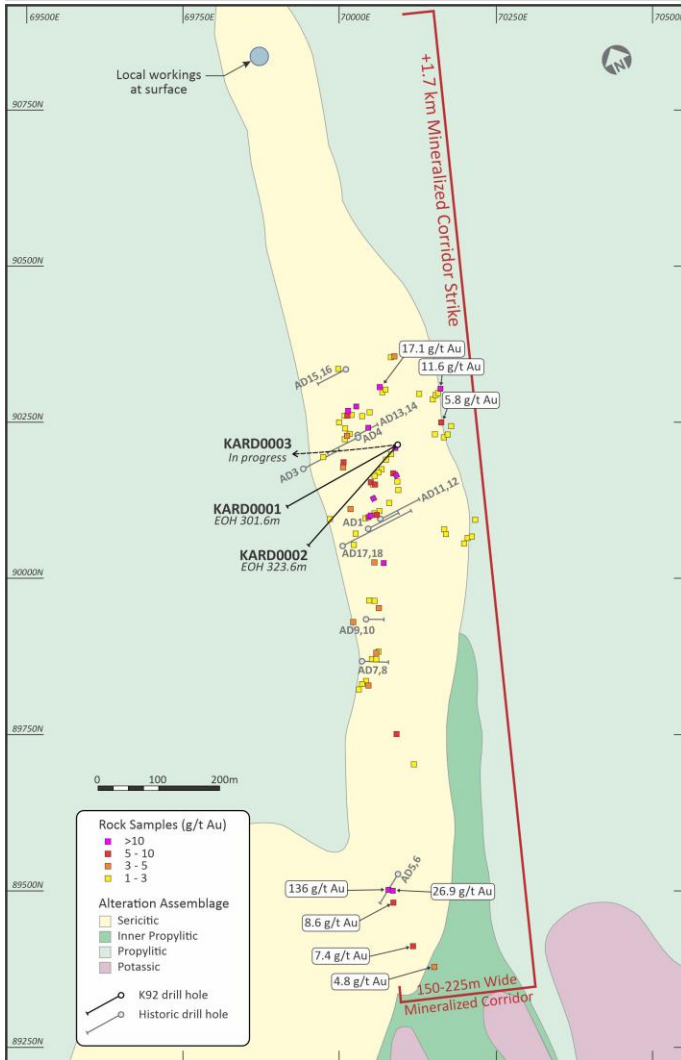 69500E
69750E
70000E
70250E
70500E
N
Local workings
at surface
+1.7 km Mineralized Corridor Strike
90750N
90500N
17.1 g/t Au
11.6 g/t Au
5.8 g/t Au
AD15,16
AD13,14
AD4
90250N
KARD0003
In progress
AD3
KARD0001
EOH 301.6m
AD11,12
AD1
KARD0002
EOH 323.6m
AD17,18
90000N
AD9,10
AD7,8
89750N
0
100
200m
Rock Samples (g/t Au)
>10
5 - 10
3 - 5
1 - 3
Alteration Assemblage
Sericitic
Inner Propylitic
Propylitic
Potassic
K92 drill hole
Historic drill hole
AD5,6
136 g/t Au
26.9 g/t Au
89500N
8.6 g/t Au
7.4 g/t Au
4.8 g/t Au
150-225m Wide
Mineralized Corridor
89250N